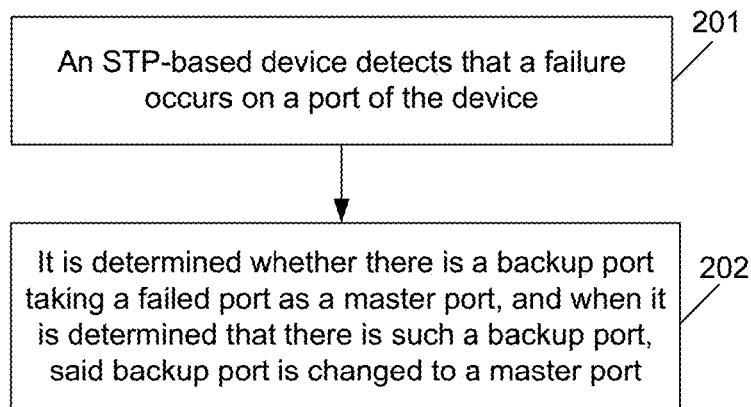 201
An STP-based device detects that a failure
occurs on a port of the device
It is determined whether there is a backup port
taking a failed port as a master port, and when it
is determined that there is such a backup port,
said backup port is changed to a master port
202